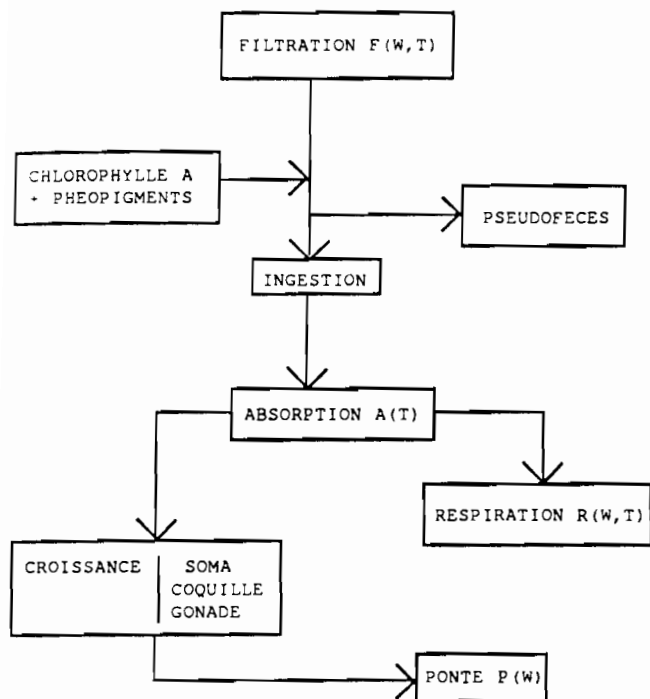 FILTRATION F(W,T)
CHLOROPHYLLE A
+ PHEOPIGMENTS
PSEUDOFECES
INGESTION
ABSORPTION A(T)
RESPIRATION R(W,T)
CROISSANCE | SOMA
COQUILLE
GONADE
PONTE P(W)